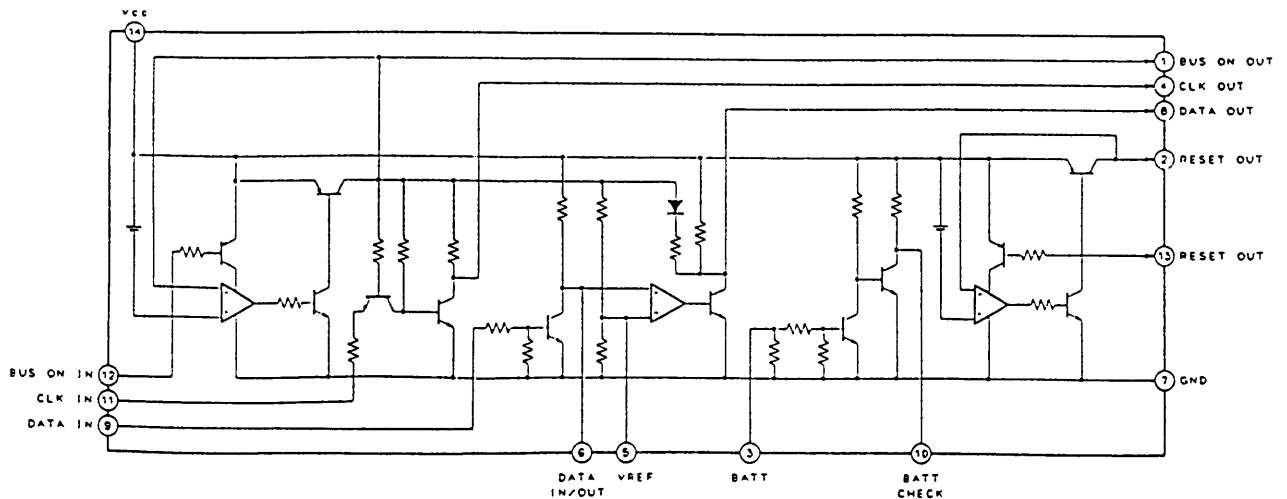 VCC
14
1 BUS ON OUT
4 CLK OUT
8 DATA OUT
2 RESET OUT
13 RESET OUT
BUS ON IN 12
CLK IN 11
DATA IN 9
7 GND
6
5
3
10
DATA
IN/OUT
VREF
BATT
BATT
CHECK